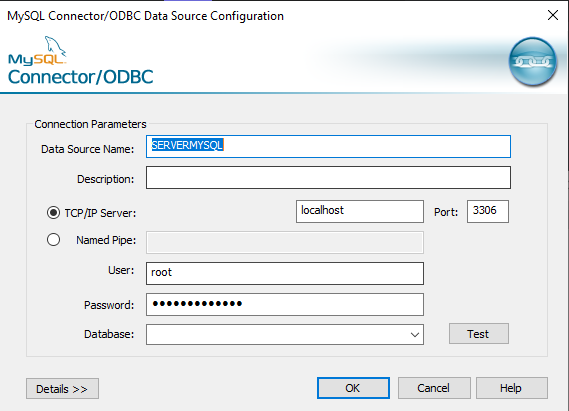 MySQL Connector/ODBC Data Source Configuration
MySQL
Connector/ODBC
Connection Parameters
Data Source Name: SERVERMYSQL
Description:
TCP/IP Server: localhost Port: 3306
Named Pipe:
User: root
Password: •••••••••••••
Database:
Test
Details >> OK Cancel Help